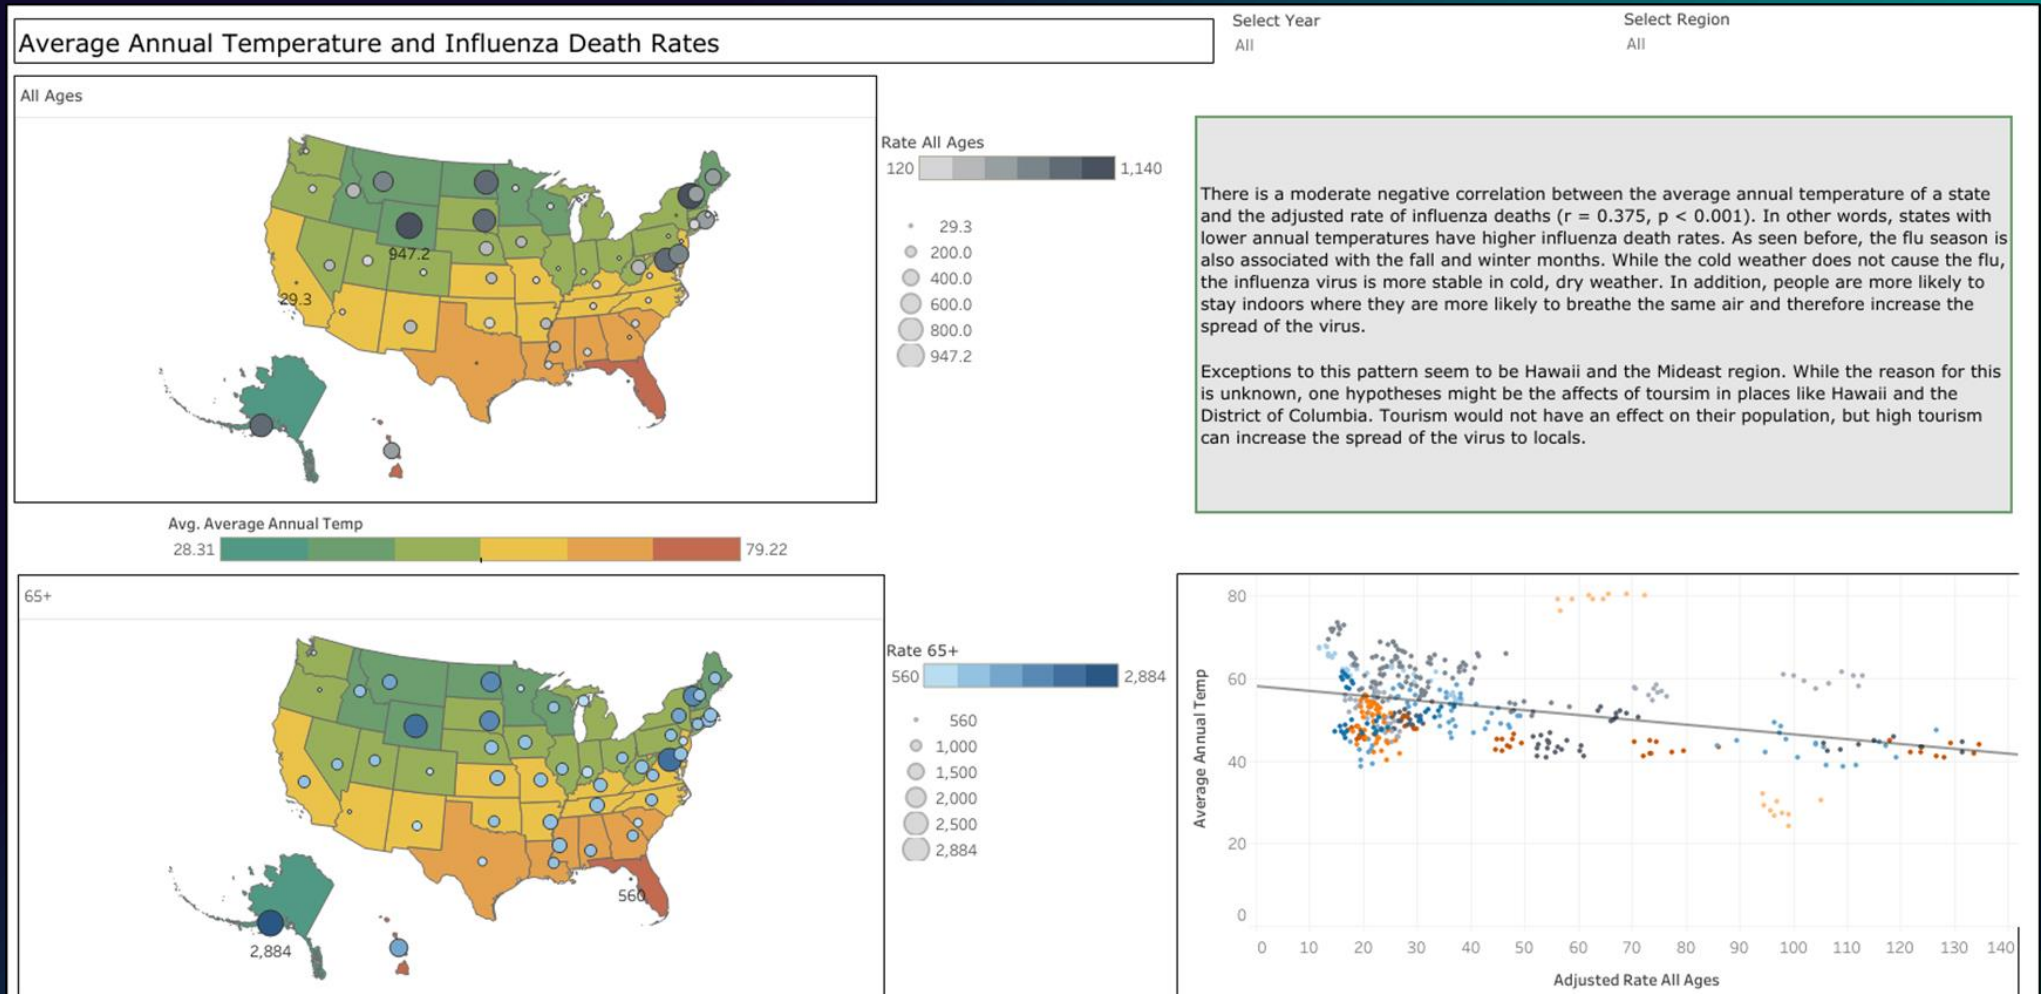 Average Annual Temperature and Influenza Death Rates
Select Year
All
Select Region
All
All Ages
947.2
29.3
Rate All Ages
120
1,140
29.3
200.0
400.0
600.0
800.0
947.2
There is a moderate negative correlation between the average annual temperature of a state
and the adjusted rate of influenza deaths (r = 0.375, p < 0.001). In other words, states with
lower annual temperatures have higher influenza death rates. As seen before, the flu season is
also associated with the fall and winter months. While the cold weather does not cause the flu,
the influenza virus is more stable in cold, dry weather. In addition, people are more likely to
stay indoors where they are more likely to breathe the same air and therefore increase the
spread of the virus.
Exceptions to this pattern seem to be Hawaii and the Mideast region. While the reason for this
is unknown, one hypotheses might be the affects of toursim in places like Hawaii and the
District of Columbia. Tourism would not have an effect on their population, but high tourism
can increase the spread of the virus to locals.
Avg. Average Annual Temp
28.31
79.22
65+
560
2,884
Rate 65+
560
2,884
560
1,000
1,500
2,000
2,500
2,884
Average Annual Temp
80
60
40
20
0
0 10 20 30 40 50 60 70 80 90 100 110 120 130 140
Adjusted Rate All Ages